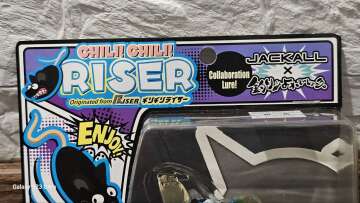 CHILI! CHILI!
RISER
Originated from RISER ギリギリライザー
Collaboration
Lure!
JACKALL
×
ENJOY
Galaxy S23 Ultra